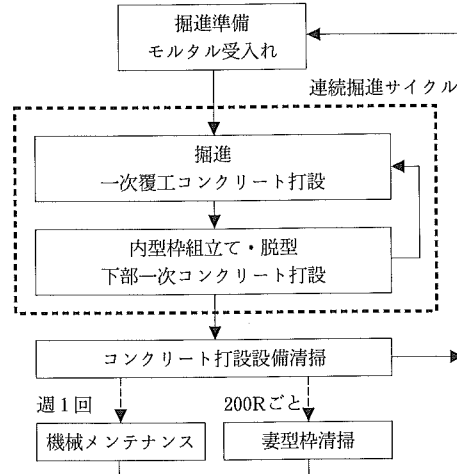 掘進準備
モルタル受入れ
連続掘進サイクル
掘進
一次覆工コンクリート打設
内型枠組立て・脱型
下部一次コンクリート打設
コンクリート打設設備清掃
週1回
200Rごと
機械メンテナンス
妻型枠清掃